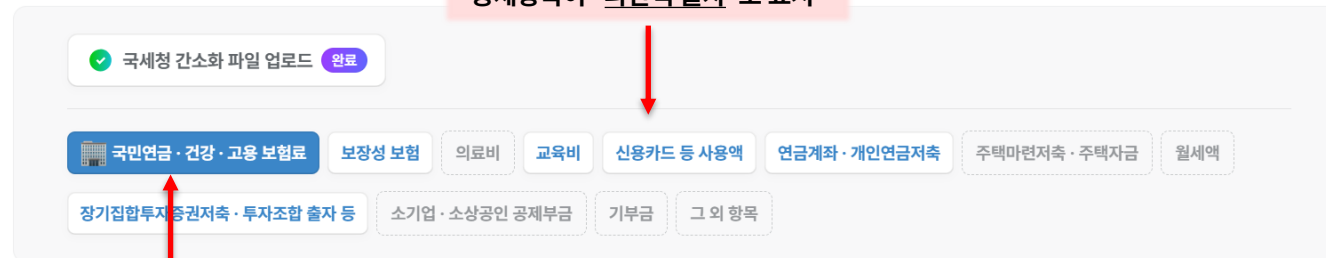 국세청 간소화 파일 업로드 완료
국민연금 · 건강 · 고용 보험료 보장성 보험 의료비 교육비 신용카드 등 사용액 연금계좌 · 개인연금저축 주택마련저축 · 주택자금 월세액
장기집합투자증권저축 · 투자조합 출자 등 소기업 · 소상공인 공제부금 기부금 그 외 항목